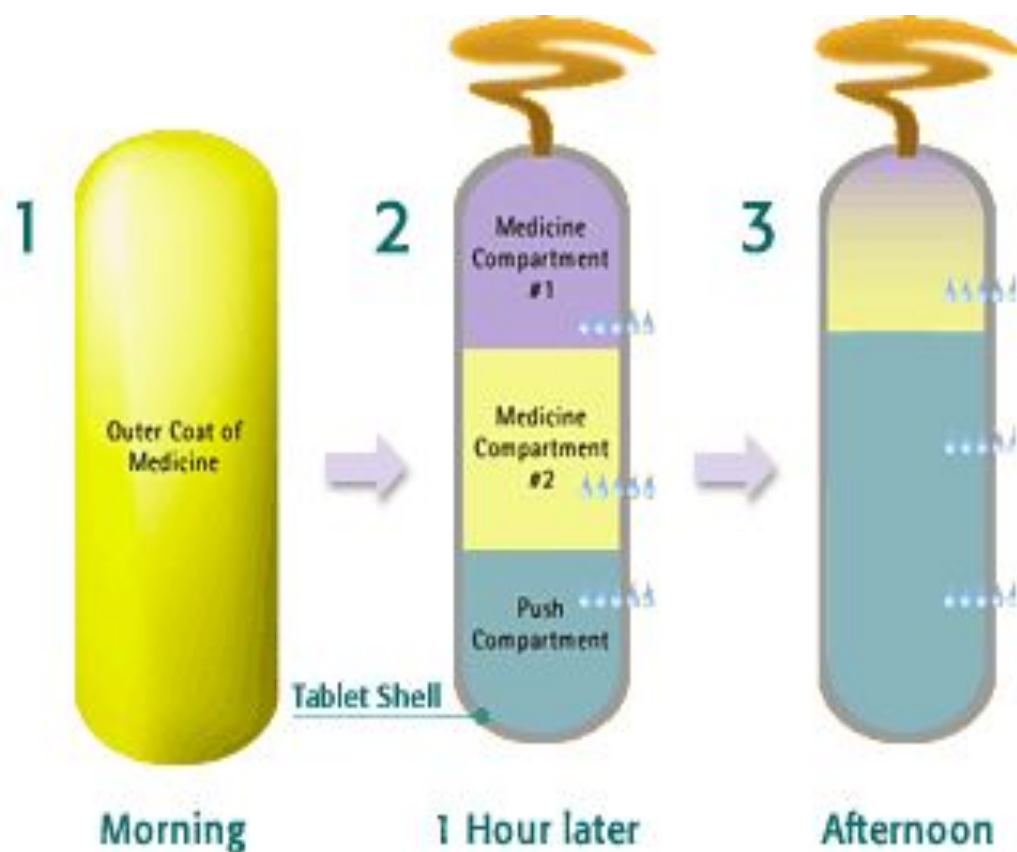 1
Outer Coat of
Medicine
Morning
2
Medicine
Compartment
#1
Medicine
Compartment
#2
Push
Compartment
Tablet Shell
1 Hour later
3
Afternoon